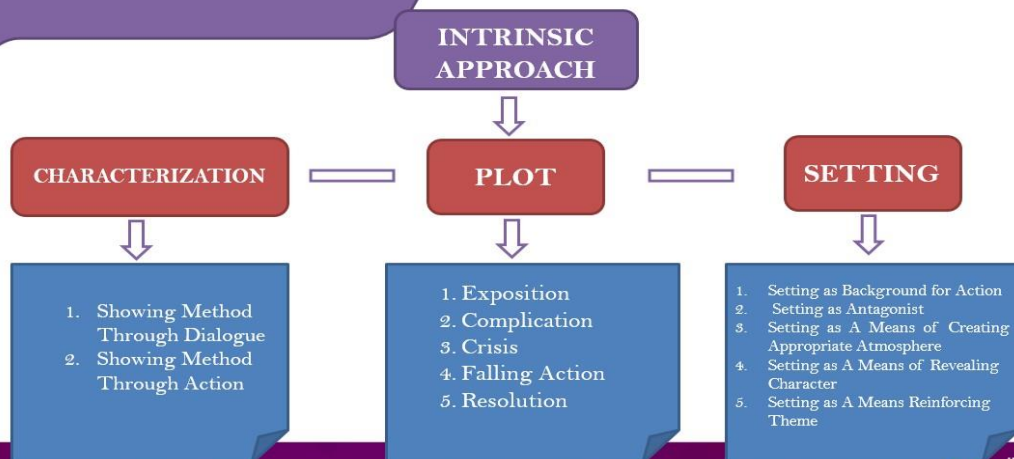 INTRINSIC
APPROACH
CHARACTERIZATION
PLOT
SETTING
1. Showing Method
Through Dialogue
2. Showing Method
Through Action
1. Exposition
2. Complication
3. Crisis
4. Falling Action
5. Resolution
1. Setting as Background for Action
2. Setting as Antagonist
3. Setting as A Means of Creating
Appropriate Atmosphere
4. Setting as A Means of Revealing
Character
5. Setting as A Means Reinforcing
Theme